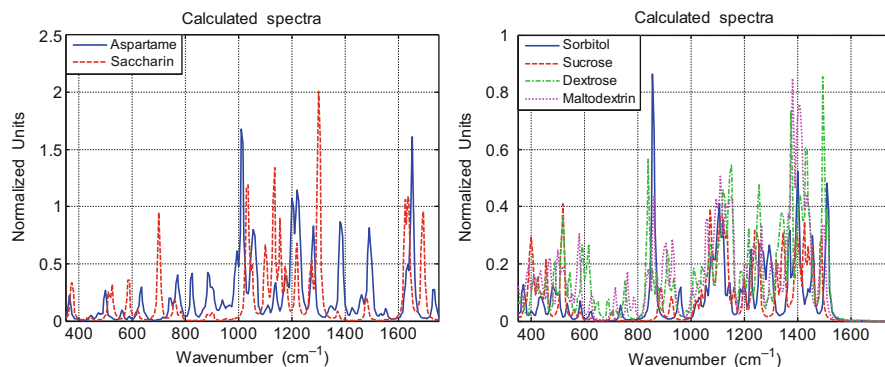 Calculated spectra
2.5
2
1.5
1
0.5
0
Normalized Units
Aspartame
Saccharin
400 600 800 1000 1200 1400 1600
Wavenumber (cm⁻¹)
Calculated spectra
1
0.8
0.6
0.4
0.2
0
Normalized Units
Sorbitol
Sucrose
Dextrose
Maltodextrin
400 600 800 1000 1200 1400 1600
Wavenumber (cm⁻¹)